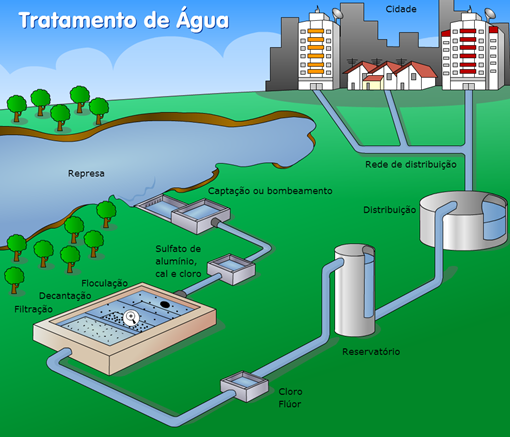 Tratamento de Água
Cidade
Represa
Rede de distribuição
Captação ou bombeamento
Distribuição
Sulfato de
alumínio,
cal e cloro
Floculação
Decantação
Filtração
Reservatório
Cloro
Flúor